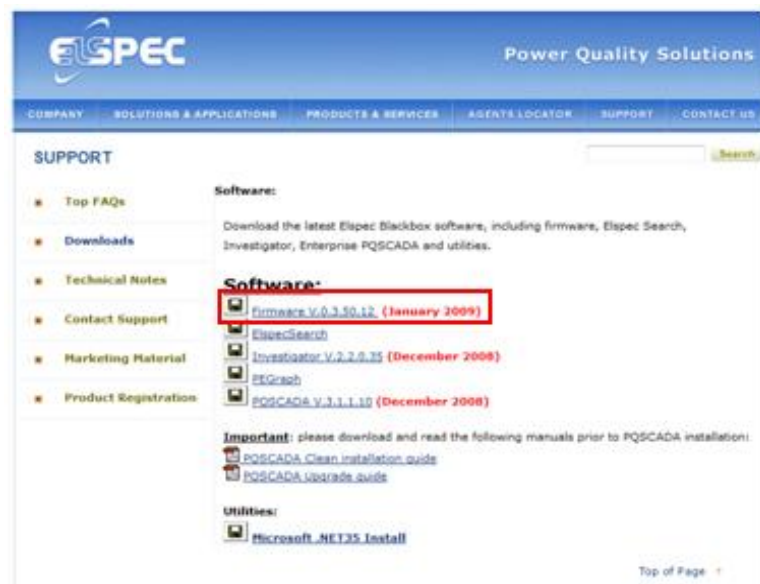 ELSPEC
Power Quality Solutions
COMPANY SOLUTIONS & APPLICATIONS PRODUCTS & SERVICES AGENTS LOCATOR SUPPORT CONTACT US
SUPPORT
Search
Top FAQs
Downloads
Technical Notes
Contact Support
Marketing Material
Product Registration
Software:
Download the latest Elspec Blackbox software, including firmware, Elspec Search,
Investigator, Enterprise PQSCADA and utilities.
Software:
Firmware V.0.3.50.12 (January 2009)
ElspecSearch
Investigator V.2.2.0.35 (December 2008)
PEGraph
PQSCADA V.3.1.1.10 (December 2008)
Important: please download and read the following manuals prior to PQSCADA installation:
PQSCADA Clean installation guide
PQSCADA Upgrade guide
Utilities:
Microsoft .NET35 Install
Top of Page ↑